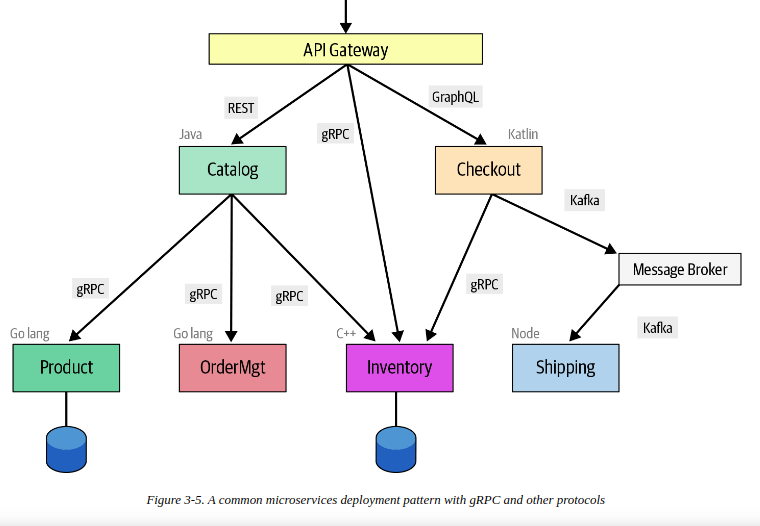 API Gateway
REST
GraphQL
gRPC
Java
Katlin
Catalog
Checkout
Kafka
Message Broker
gRPC
gRPC
gRPC
gRPC
Kafka
Go lang
Go lang
C++
Node
Product
OrderMgt
Inventory
Shipping
Figure 3-5. A common microservices deployment pattern with gRPC and other protocols